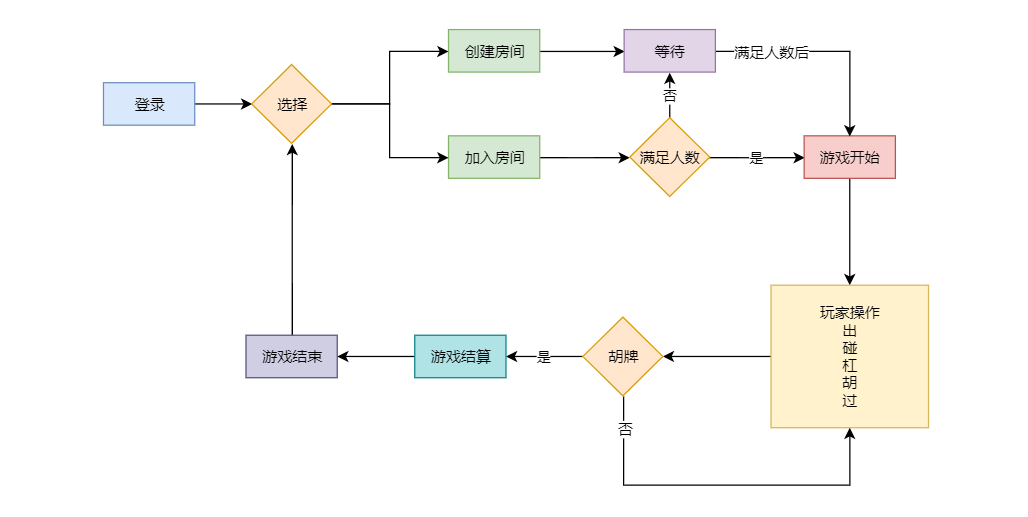 登录
选择
创建房间
等待
满足人数后
否
加入房间
满足人数
是
游戏开始
玩家操作
出
碰
杠
胡
过
胡牌
是
游戏结算
游戏结束
否